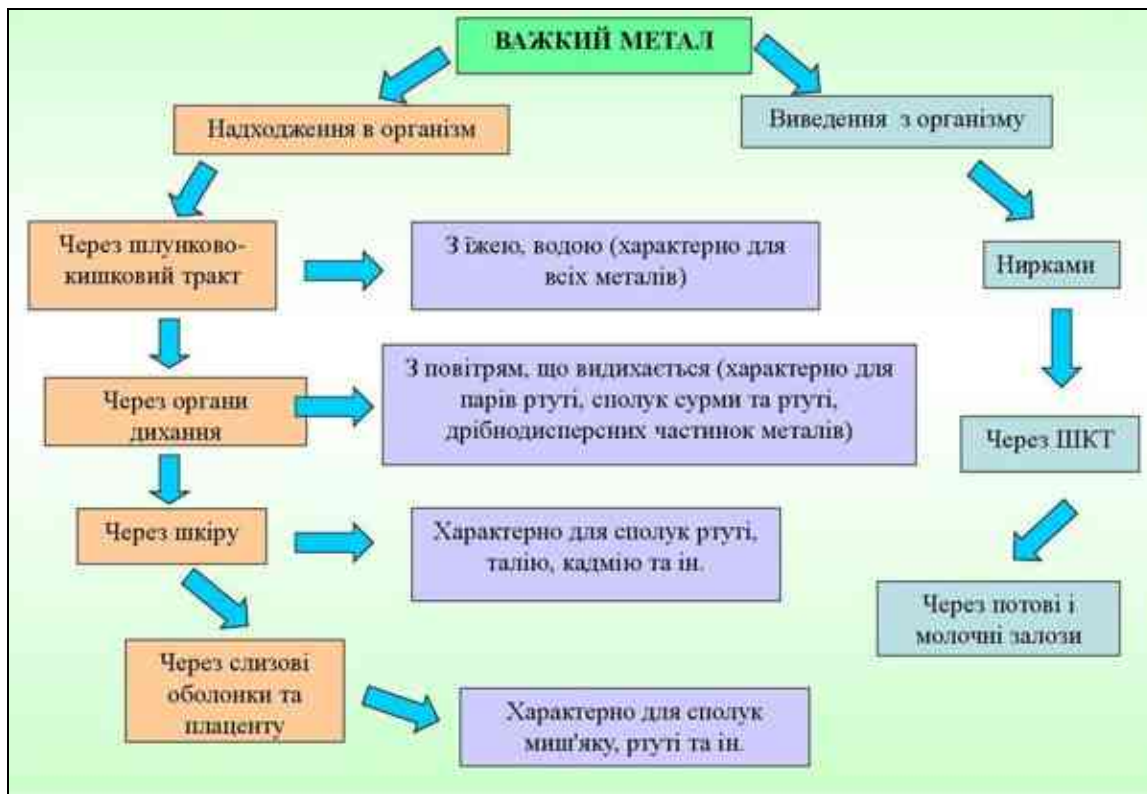 ВАЖКИЙ МЕТАЛ
Надходження в організм
Виведення з організму
Через шлунково-
кишковий тракт
З їжею, водою (характерно для
всіх металів)
Нирками
Через органи
дихання
З повітрям, що видихається (характерно для
парів ртуті, сполук сурми та ртуті,
дрібнодисперсних частинок металів)
Через ШКТ
Через шкіру
Характерно для сполук ртуті,
талію, кадмію та ін.
Через потові і
молочні залози
Через слизові
оболонки та
плаценту
Характерно для сполук
миш'яку, ртуті та ін.